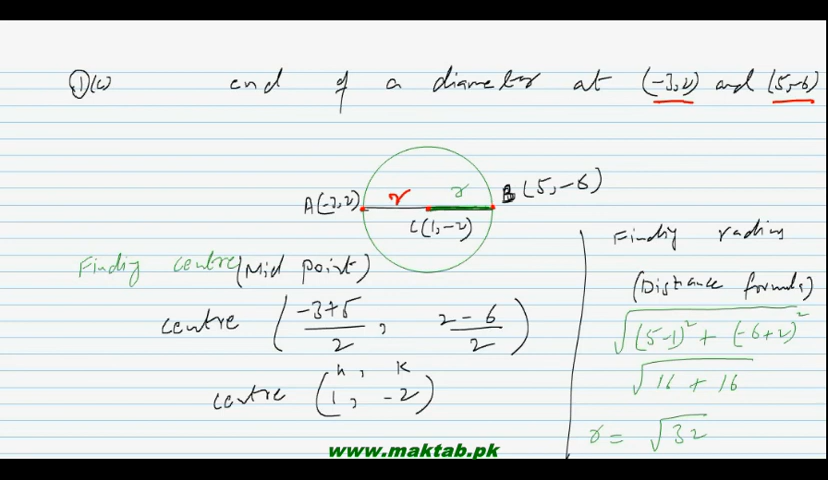 ①(c) end of a diameter at (-3,2) and (5,-6)
A(-3,2) r r B(5,-6)
C(1,-2)
Finding centre (Mid point)
centre (-3+5/2, 2-6/2)
h, k
centre (1, -2)
Finding radius
(Distance formula)
√(5-1)² + (-6+2)²
√16 + 16
r = √32
www.maktab.pk